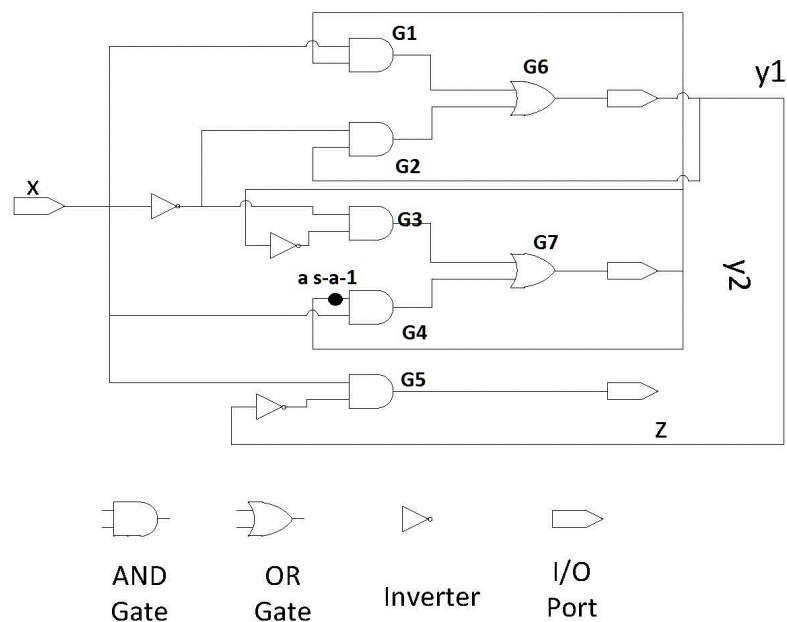 G1
G6
y1
G2
x
G3
G7
a s-a-1
y2
G4
G5
z
AND
Gate
OR
Gate
Inverter
I/O
Port